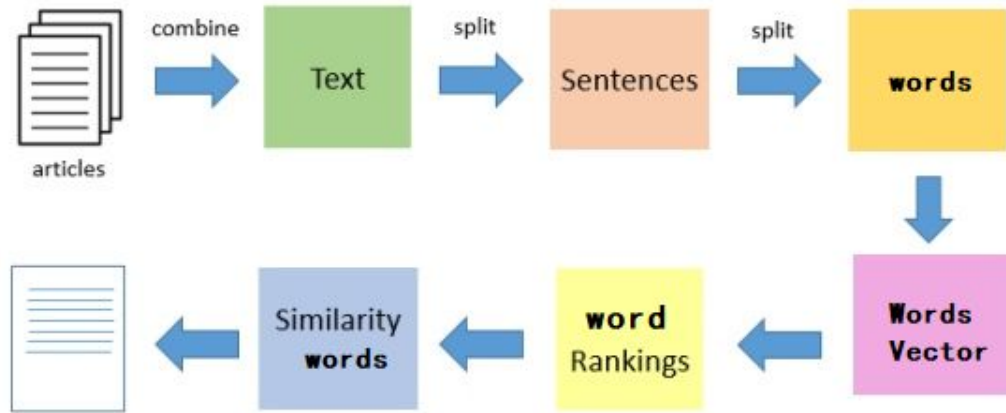 combine
split
split
Text
Sentences
words
articles
Similarity
words
word
Rankings
Words
Vector